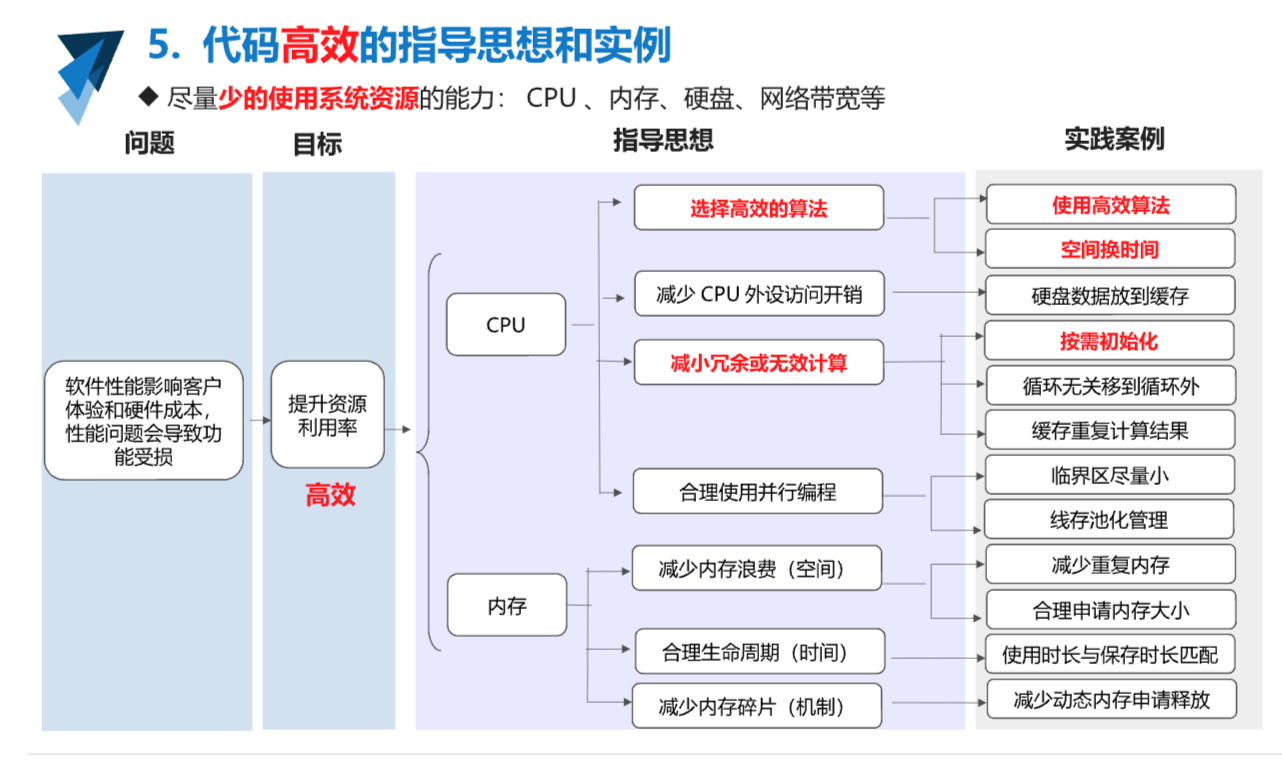 5. 代码高效的指导思想和实例
◆ 尽量少的使用系统资源的能力： CPU 、内存、硬盘、网络带宽等
问题
目标
指导思想
实践案例
软件性能影响客户
体验和硬件成本，
性能问题会导致功
能受损
提升资源
利用率
高效
CPU
选择高效的算法
使用高效算法
空间换时间
减少 CPU 外设访问开销
硬盘数据放到缓存
减小冗余或无效计算
按需初始化
循环无关移到循环外
缓存重复计算结果
合理使用并行编程
临界区尽量小
线存池化管理
内存
减少内存浪费（空间）
减少重复内存
合理申请内存大小
合理生命周期（时间）
使用时长与保存时长匹配
减少内存碎片（机制）
减少动态内存申请释放